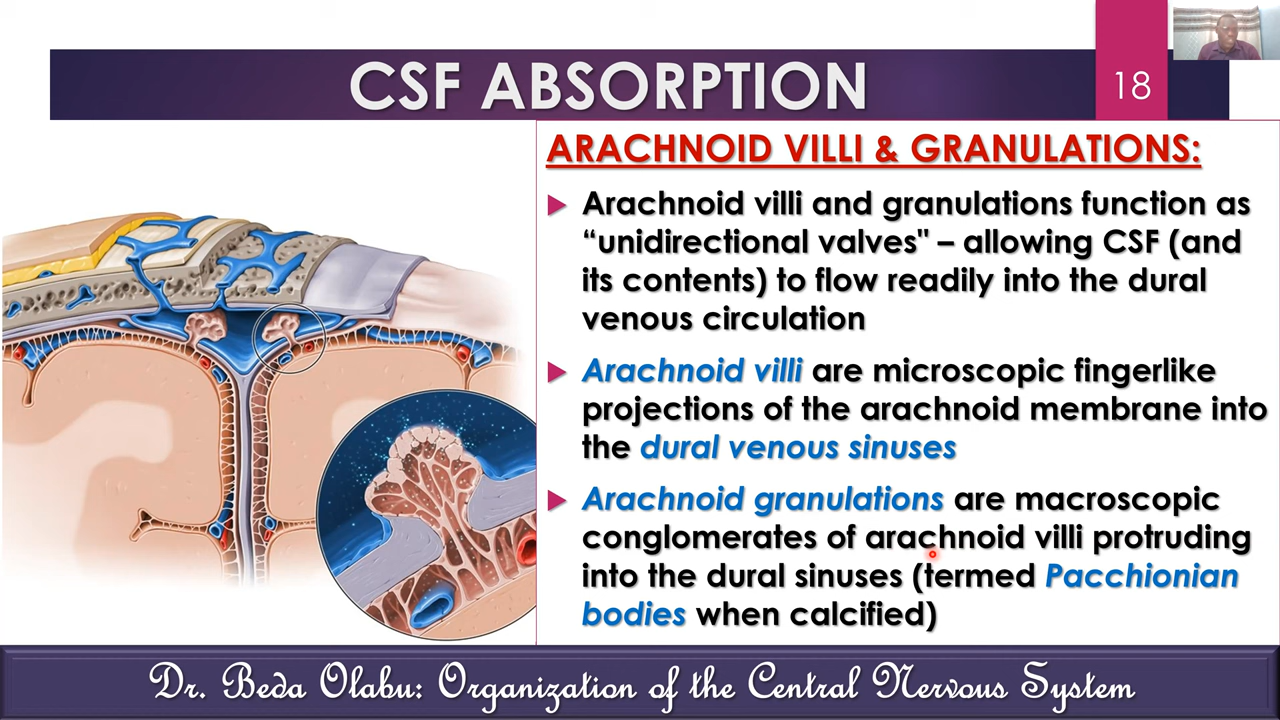 CSF ABSORPTION
18
ARACHNOID VILLI & GRANULATIONS:
Arachnoid villi and granulations function as
“unidirectional valves" – allowing CSF (and
its contents) to flow readily into the dural
venous circulation
Arachnoid villi are microscopic fingerlike
projections of the arachnoid membrane into
the dural venous sinuses
Arachnoid granulations are macroscopic
conglomerates of arachnoid villi protruding
into the dural sinuses (termed Pacchionian
bodies when calcified)
Dr. Beda Olabu: Organization of the Central Nervous System